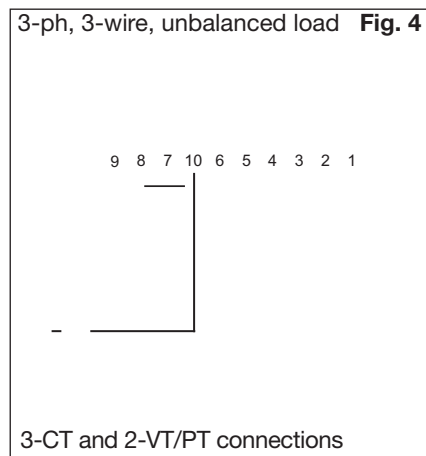 3-ph, 3-wire, unbalanced load Fig. 4
9 8 7 10 6 5 4 3 2 1
3-CT and 2-VT/PT connections